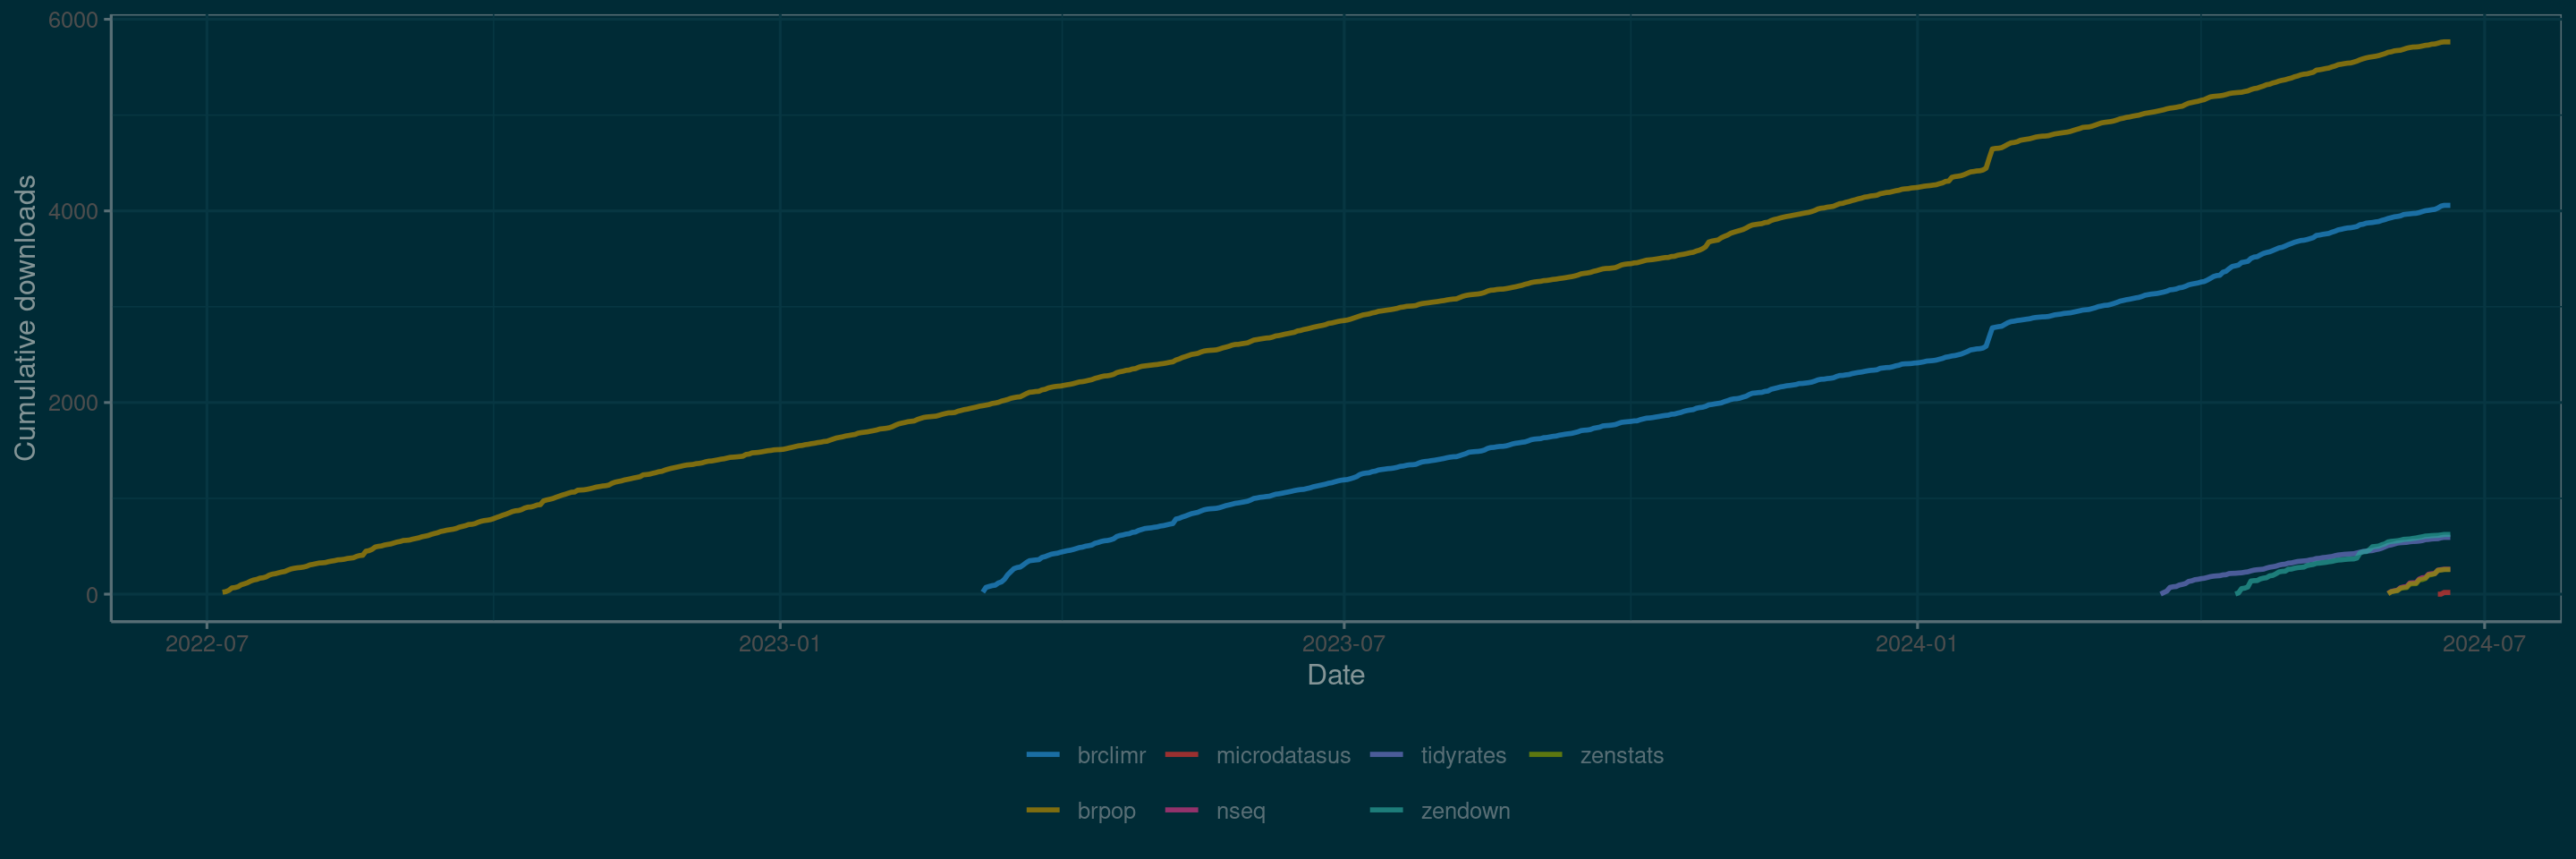 Cumulative downloads
6000
4000
2000
0
2022-07 2023-01 2023-07 2024-01 2024-07
Date
brclimr microdatasus tidyrates zenstats
brpop nseq zendown